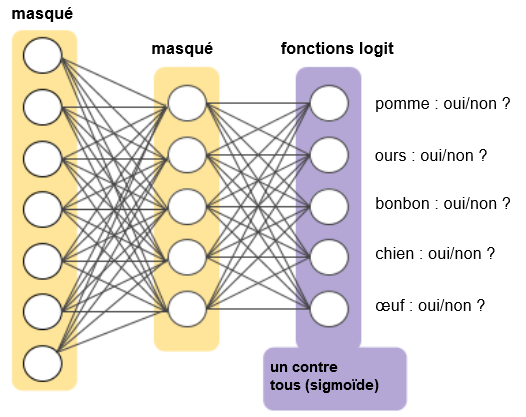 masqué
masqué
fonctions logit
pomme : oui/non ?
ours : oui/non ?
bonbon : oui/non ?
chien : oui/non ?
œuf : oui/non ?
un contre
tous (sigmoïde)